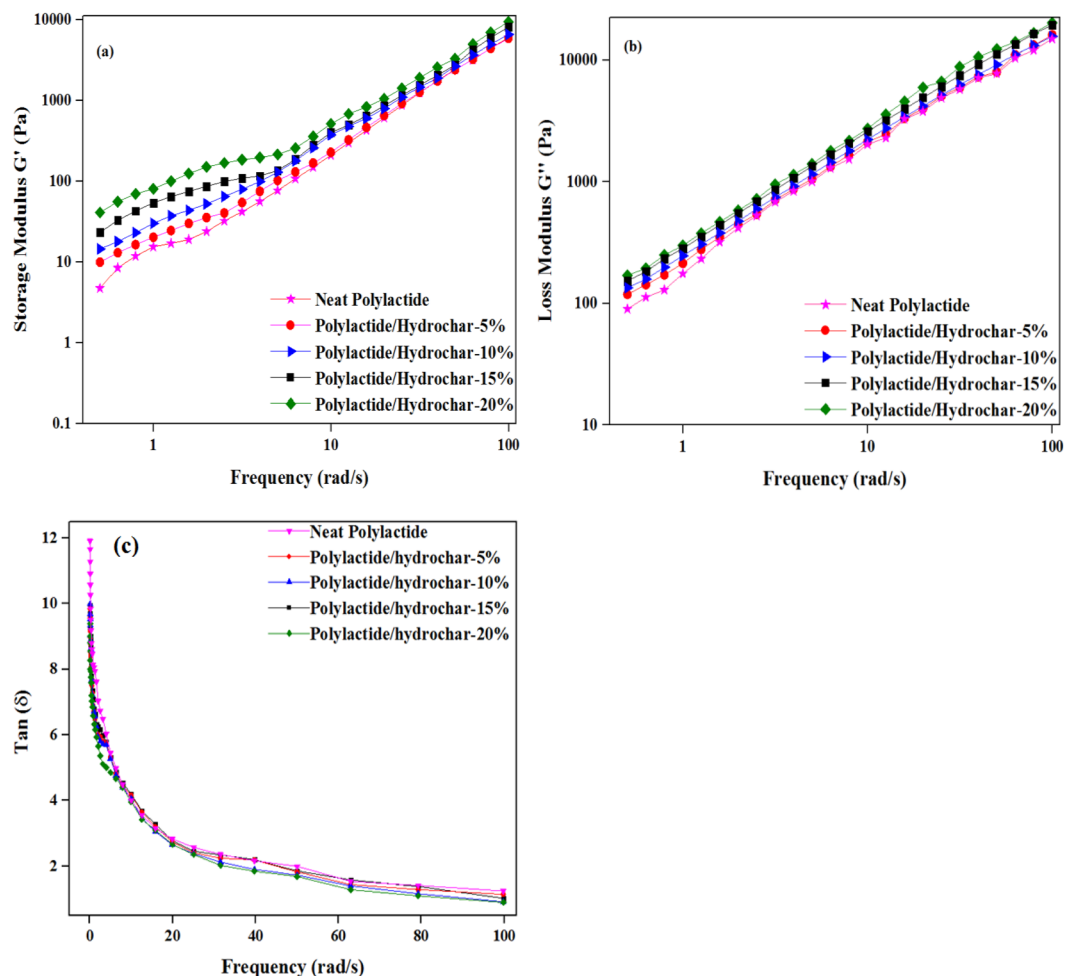 (a)
Storage Modulus G' (Pa)
10000
1000
100
10
1
0.1
1
10
100
Frequency (rad/s)
Neat Polylactide
Polylactide/Hydrochar-5%
Polylactide/Hydrochar-10%
Polylactide/Hydrochar-15%
Polylactide/Hydrochar-20%
(b)
Loss Modulus G'' (Pa)
10000
1000
100
10
1
10
100
Frequency (rad/s)
Neat Polylactide
Polylactide/Hydrochar-5%
Polylactide/Hydrochar-10%
Polylactide/Hydrochar-15%
Polylactide/Hydrochar-20%
(c)
Tan (δ)
12
10
8
6
4
2
0
20
40
60
80
100
Frequency (rad/s)
Neat Polylactide
Polylactide/hydrochar-5%
Polylactide/hydrochar-10%
Polylactide/hydrochar-15%
Polylactide/hydrochar-20%